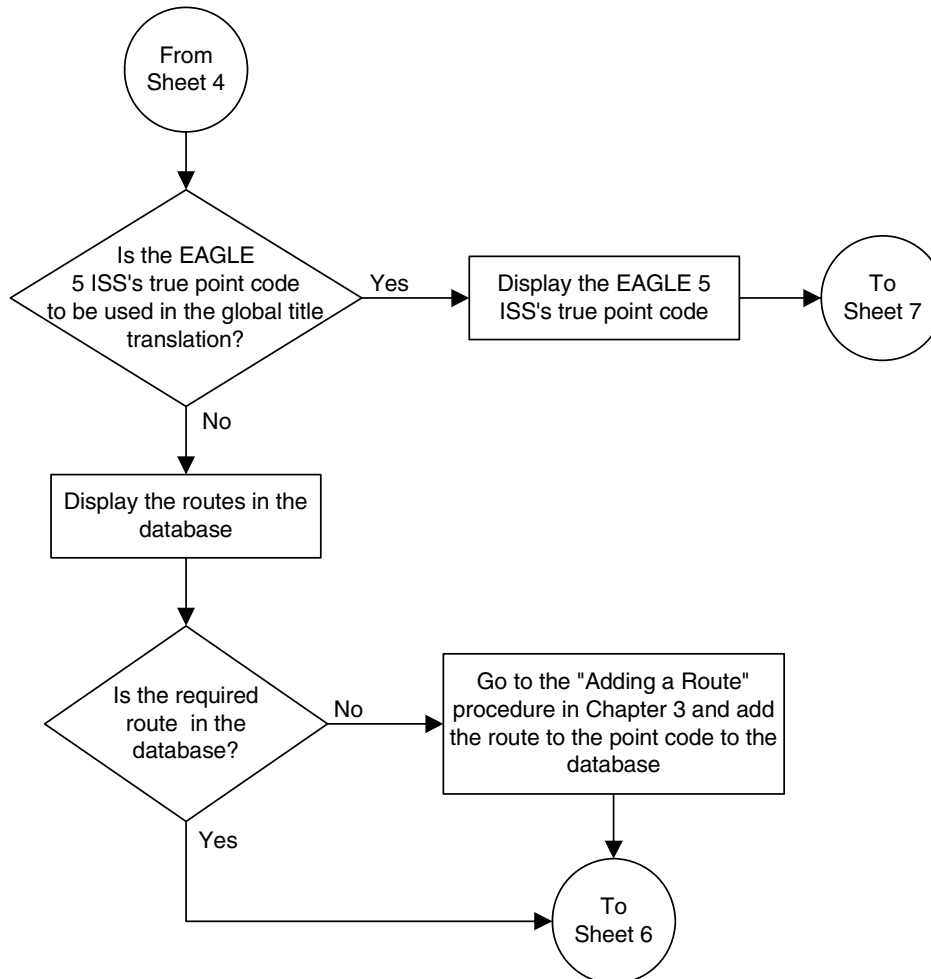 From
Sheet 4
Is the EAGLE
5 ISS's true point code
to be used in the global title
translation?
Yes
Display the EAGLE 5
ISS's true point code
To
Sheet 7
No
Display the routes in the
database
Is the required
route in the
database?
No
Go to the "Adding a Route"
procedure in Chapter 3 and add
the route to the point code to the
database
Yes
To
Sheet 6